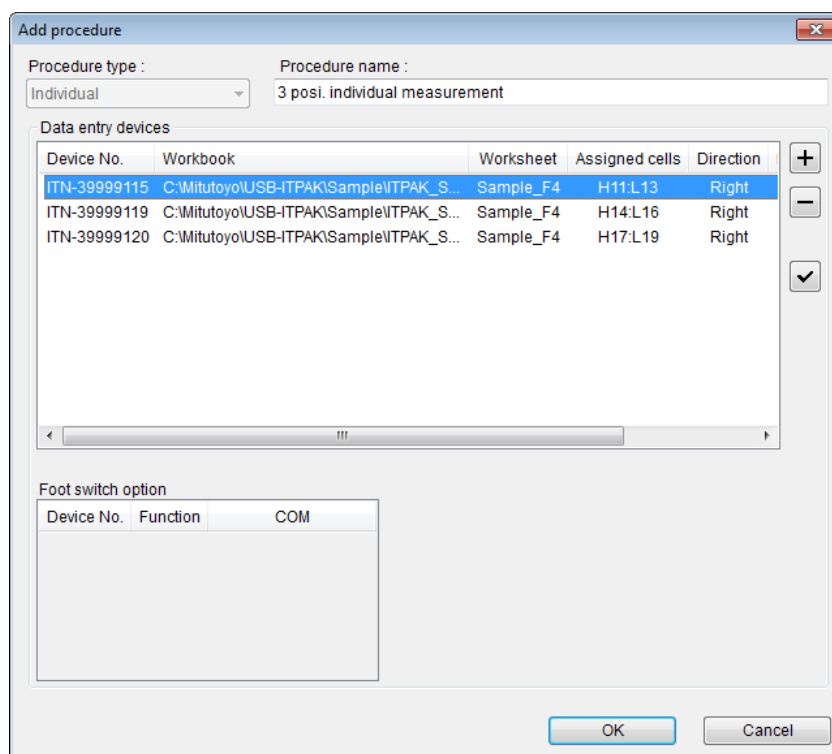 Add procedure
Procedure type :
Procedure name :
Individual
3 posi. individual measurement
Data entry devices
Device No. Workbook Worksheet Assigned cells Direction
ITN-39999115 C:\Mitutoyo\USB-ITPAK\Sample\ITPAK_S... Sample_F4 H11:L13 Right
ITN-39999119 C:\Mitutoyo\USB-ITPAK\Sample\ITPAK_S... Sample_F4 H14:L16 Right
ITN-39999120 C:\Mitutoyo\USB-ITPAK\Sample\ITPAK_S... Sample_F4 H17:L19 Right
Foot switch option
Device No. Function COM
OK Cancel